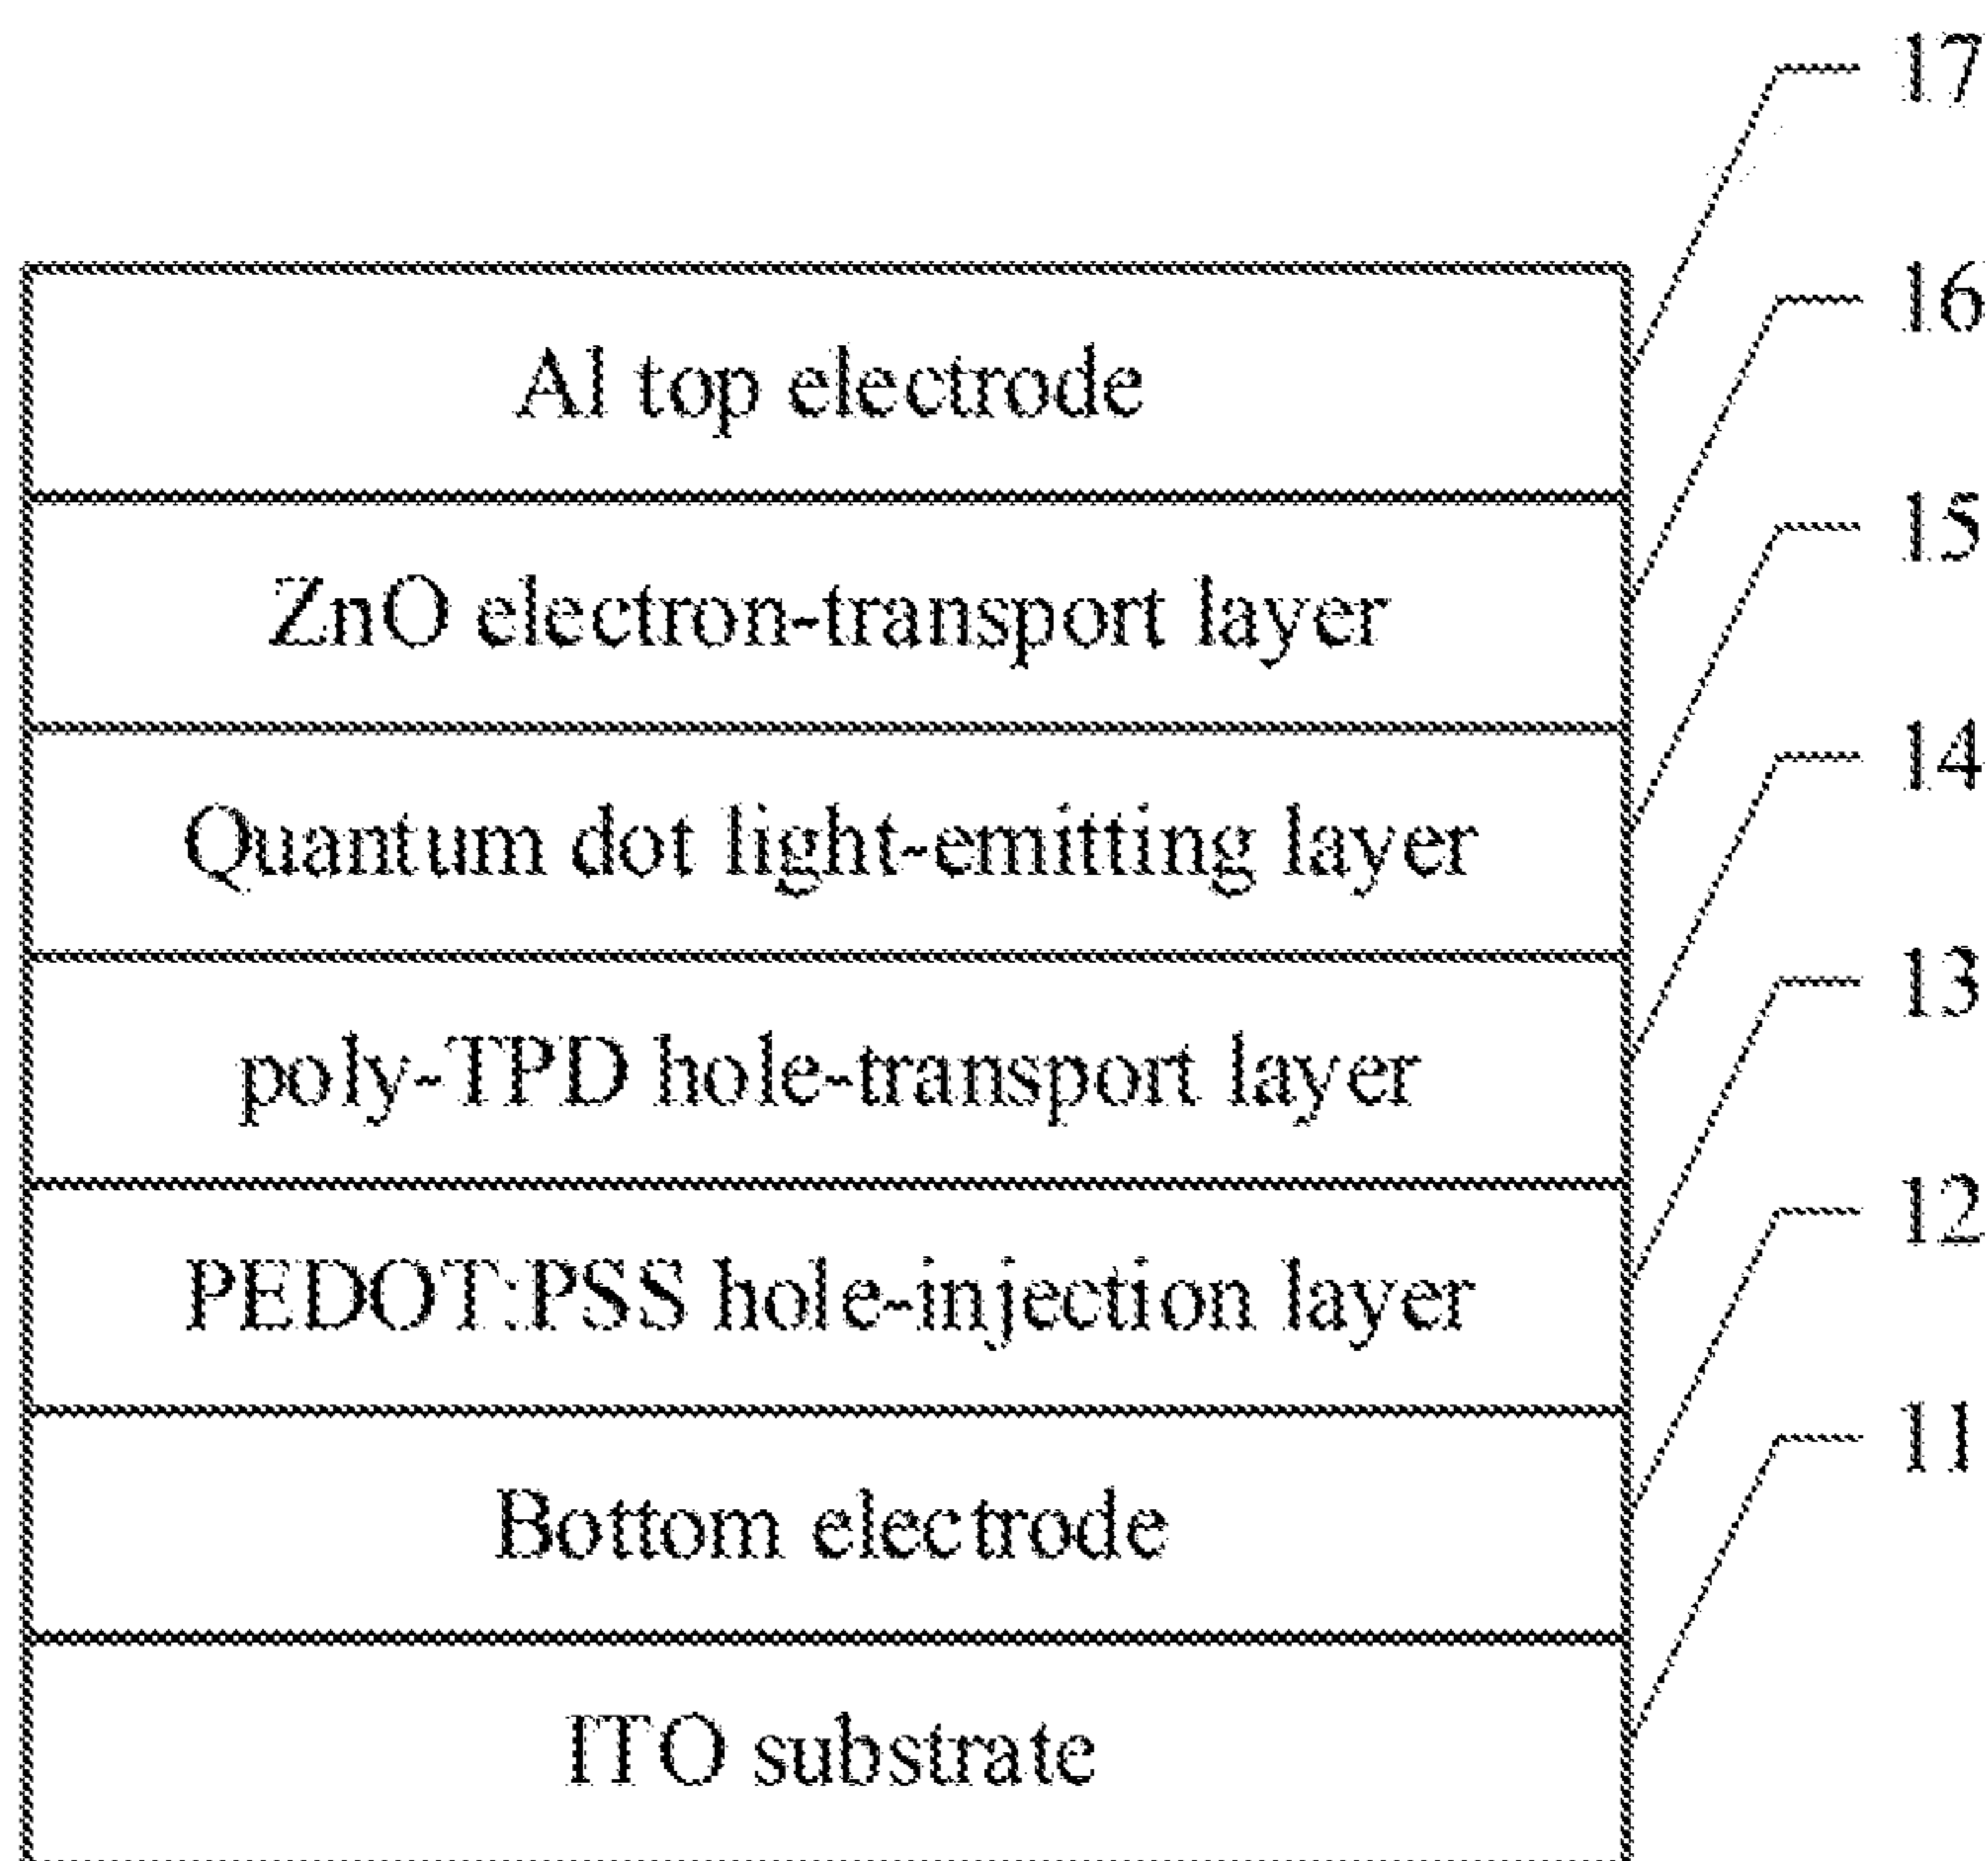 17
16
Al top electrode
15
ZnO electron-transport layer
14
Quantum dot light-emitting layer
13
poly-TPD hole-transport layer
12
PEDOT:PSS hole-injection layer
11
Bottom electrode
ITO substrate